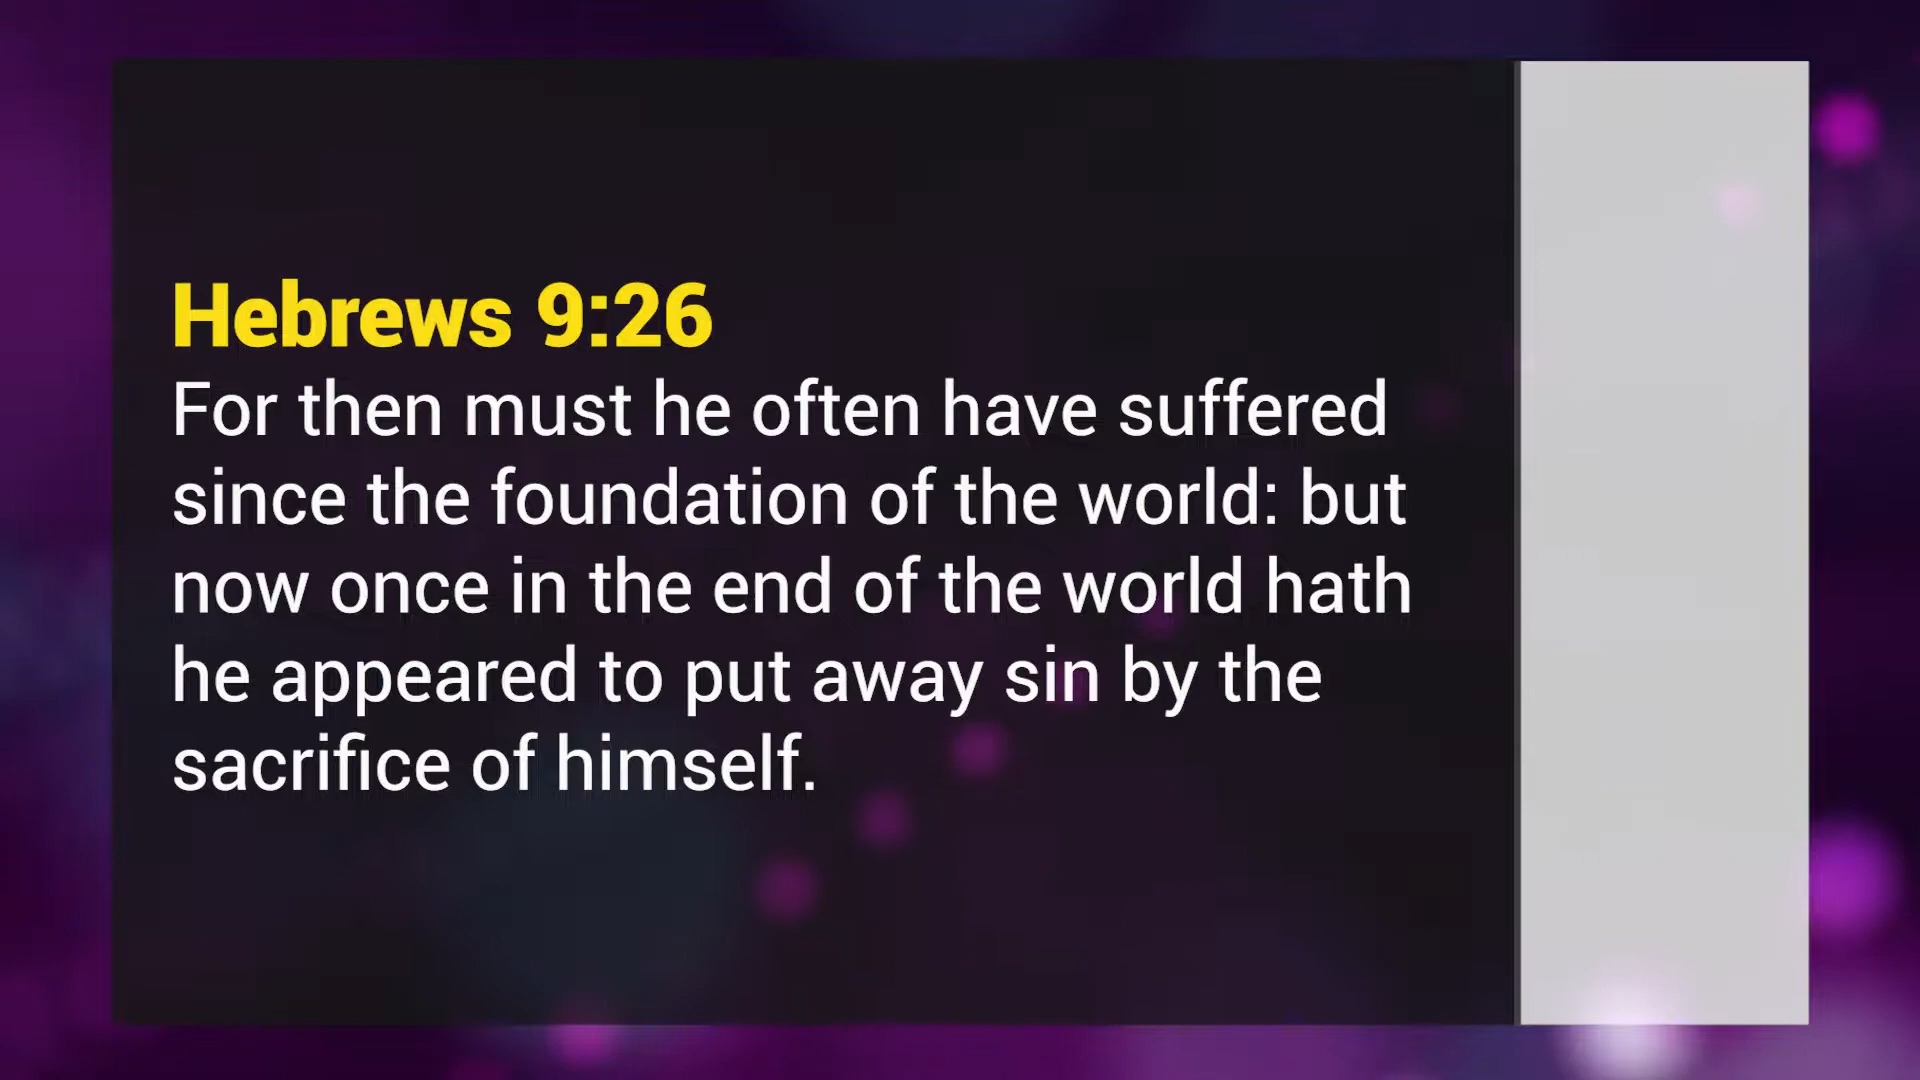 Hebrews 9:26
For then must he often have suffered
since the foundation of the world: but
now once in the end of the world hath
he appeared to put away sin by the
sacrifice of himself.